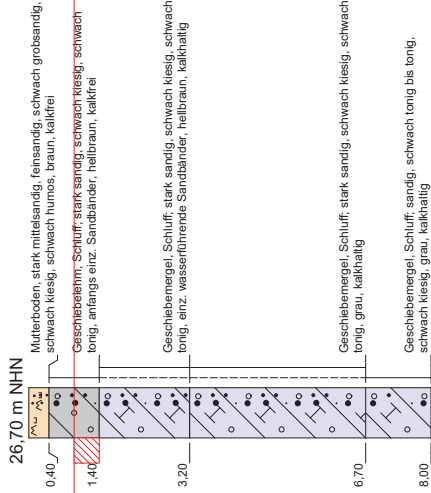 26,70 m NHN
Mutterboden, stark mittelsandig, feinsandig, schwach grobsandig,
schwach kiesig, schwach humos, braun, kalkfrei
0,40
Geschiebelehm, Schluff; stark sandig, schwach kiesig, schwach
tonig, anfangs einz. Sandbänder, hellbraun, kalkfrei
1,40
Geschiebemergel, Schluff; stark sandig, schwach kiesig, schwach
tonig, einz. wasserführende Sandbänder, hellbraun, kalkhaltig
3,20
Geschiebemergel, Schluff; stark sandig, schwach kiesig, schwach
tonig, grau, kalkhaltig
6,70
Geschiebemergel, Schluff; sandig, schwach tonig bis tonig,
schwach kiesig, grau, kalkhaltig
8,00
Mu